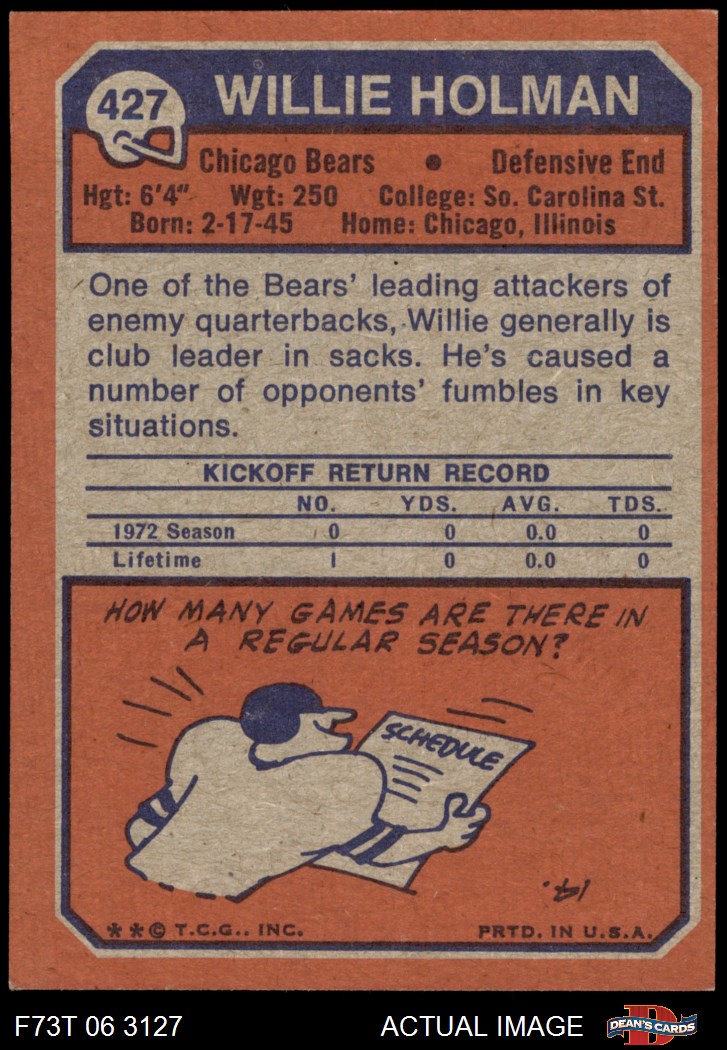 427
WILLIE HOLMAN
Chicago Bears • Defensive End
Hgt: 6'4" Wgt: 250 College: So. Carolina St.
Born: 2-17-45 Home: Chicago, Illinois
One of the Bears' leading attackers of
enemy quarterbacks, Willie generally is
club leader in sacks. He's caused a
number of opponents' fumbles in key
situations.
KICKOFF RETURN RECORD
NO. YDS. AVG. TDS.
1972 Season 0 0 0.0 0
Lifetime 1 0 0.0 0
HOW MANY GAMES ARE THERE IN
A REGULAR SEASON?
SCHEDULE
14.
** © T.C.G., INC. PRTD. IN U.S.A.
F73T 06 3127 ACTUAL IMAGE D DEAN'S CARDS